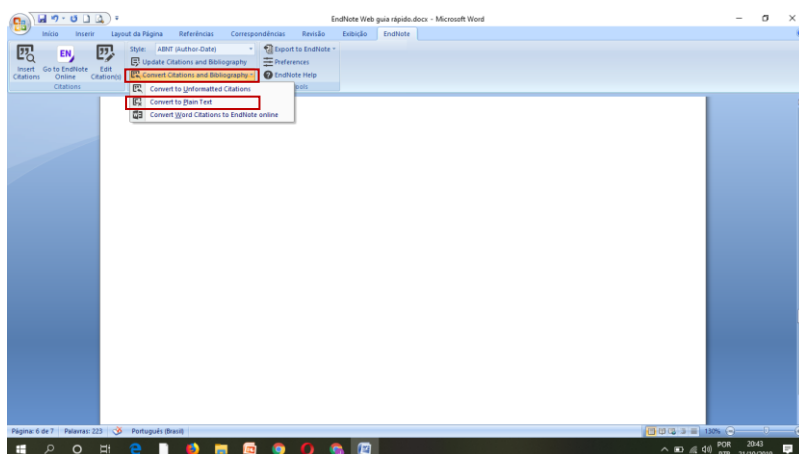 EndNote Web guia rápido.docx - Microsoft Word
Início Inserir Layout da Página Referências Correspondências Revisão Exibição EndNote
Insert Citations
Go to EndNote Online
Edit Citation(s)
Citations
Style: ABNT (Author-Date)
Update Citations and Bibliography
Convert Citations and Bibliography
Export to EndNote
Preferences
EndNote Help
Convert to Unformatted Citations
Convert to Plain Text
Convert Word Citations to EndNote online
Página: 6 de 7 Palavras: 223 Português (Brasil) 130%
POR 20:43